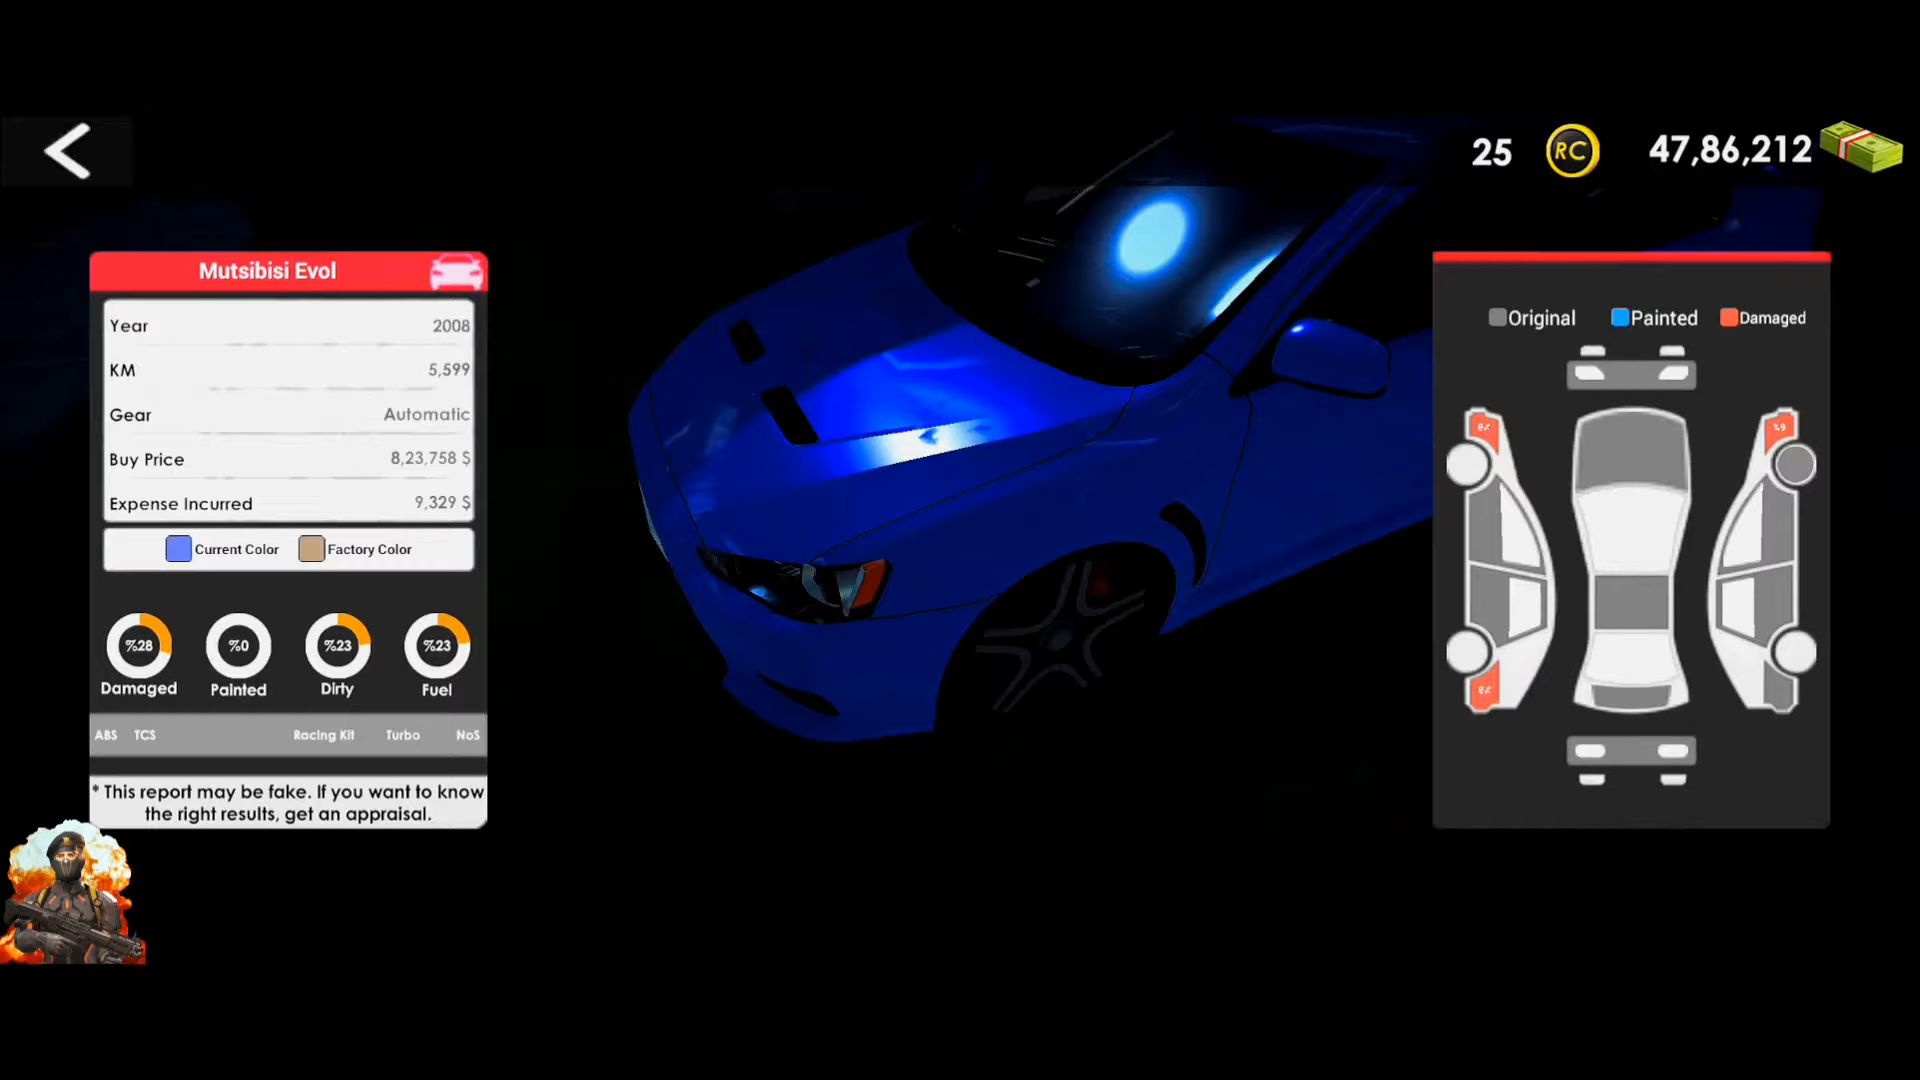 25 RC 47,86,212
Mutsibisi Evol
Year 2008
KM 5,599
Gear Automatic
Buy Price 8,23,758 $
Expense Incurred 9,329 $
Current Color Factory Color
%28 %0 %23 %23
Damaged Painted Dirty Fuel
ABS TCS Racing Kit Turbo NoS
* This report may be fake. If you want to know
the right results, get an appraisal.
Original Painted Damaged